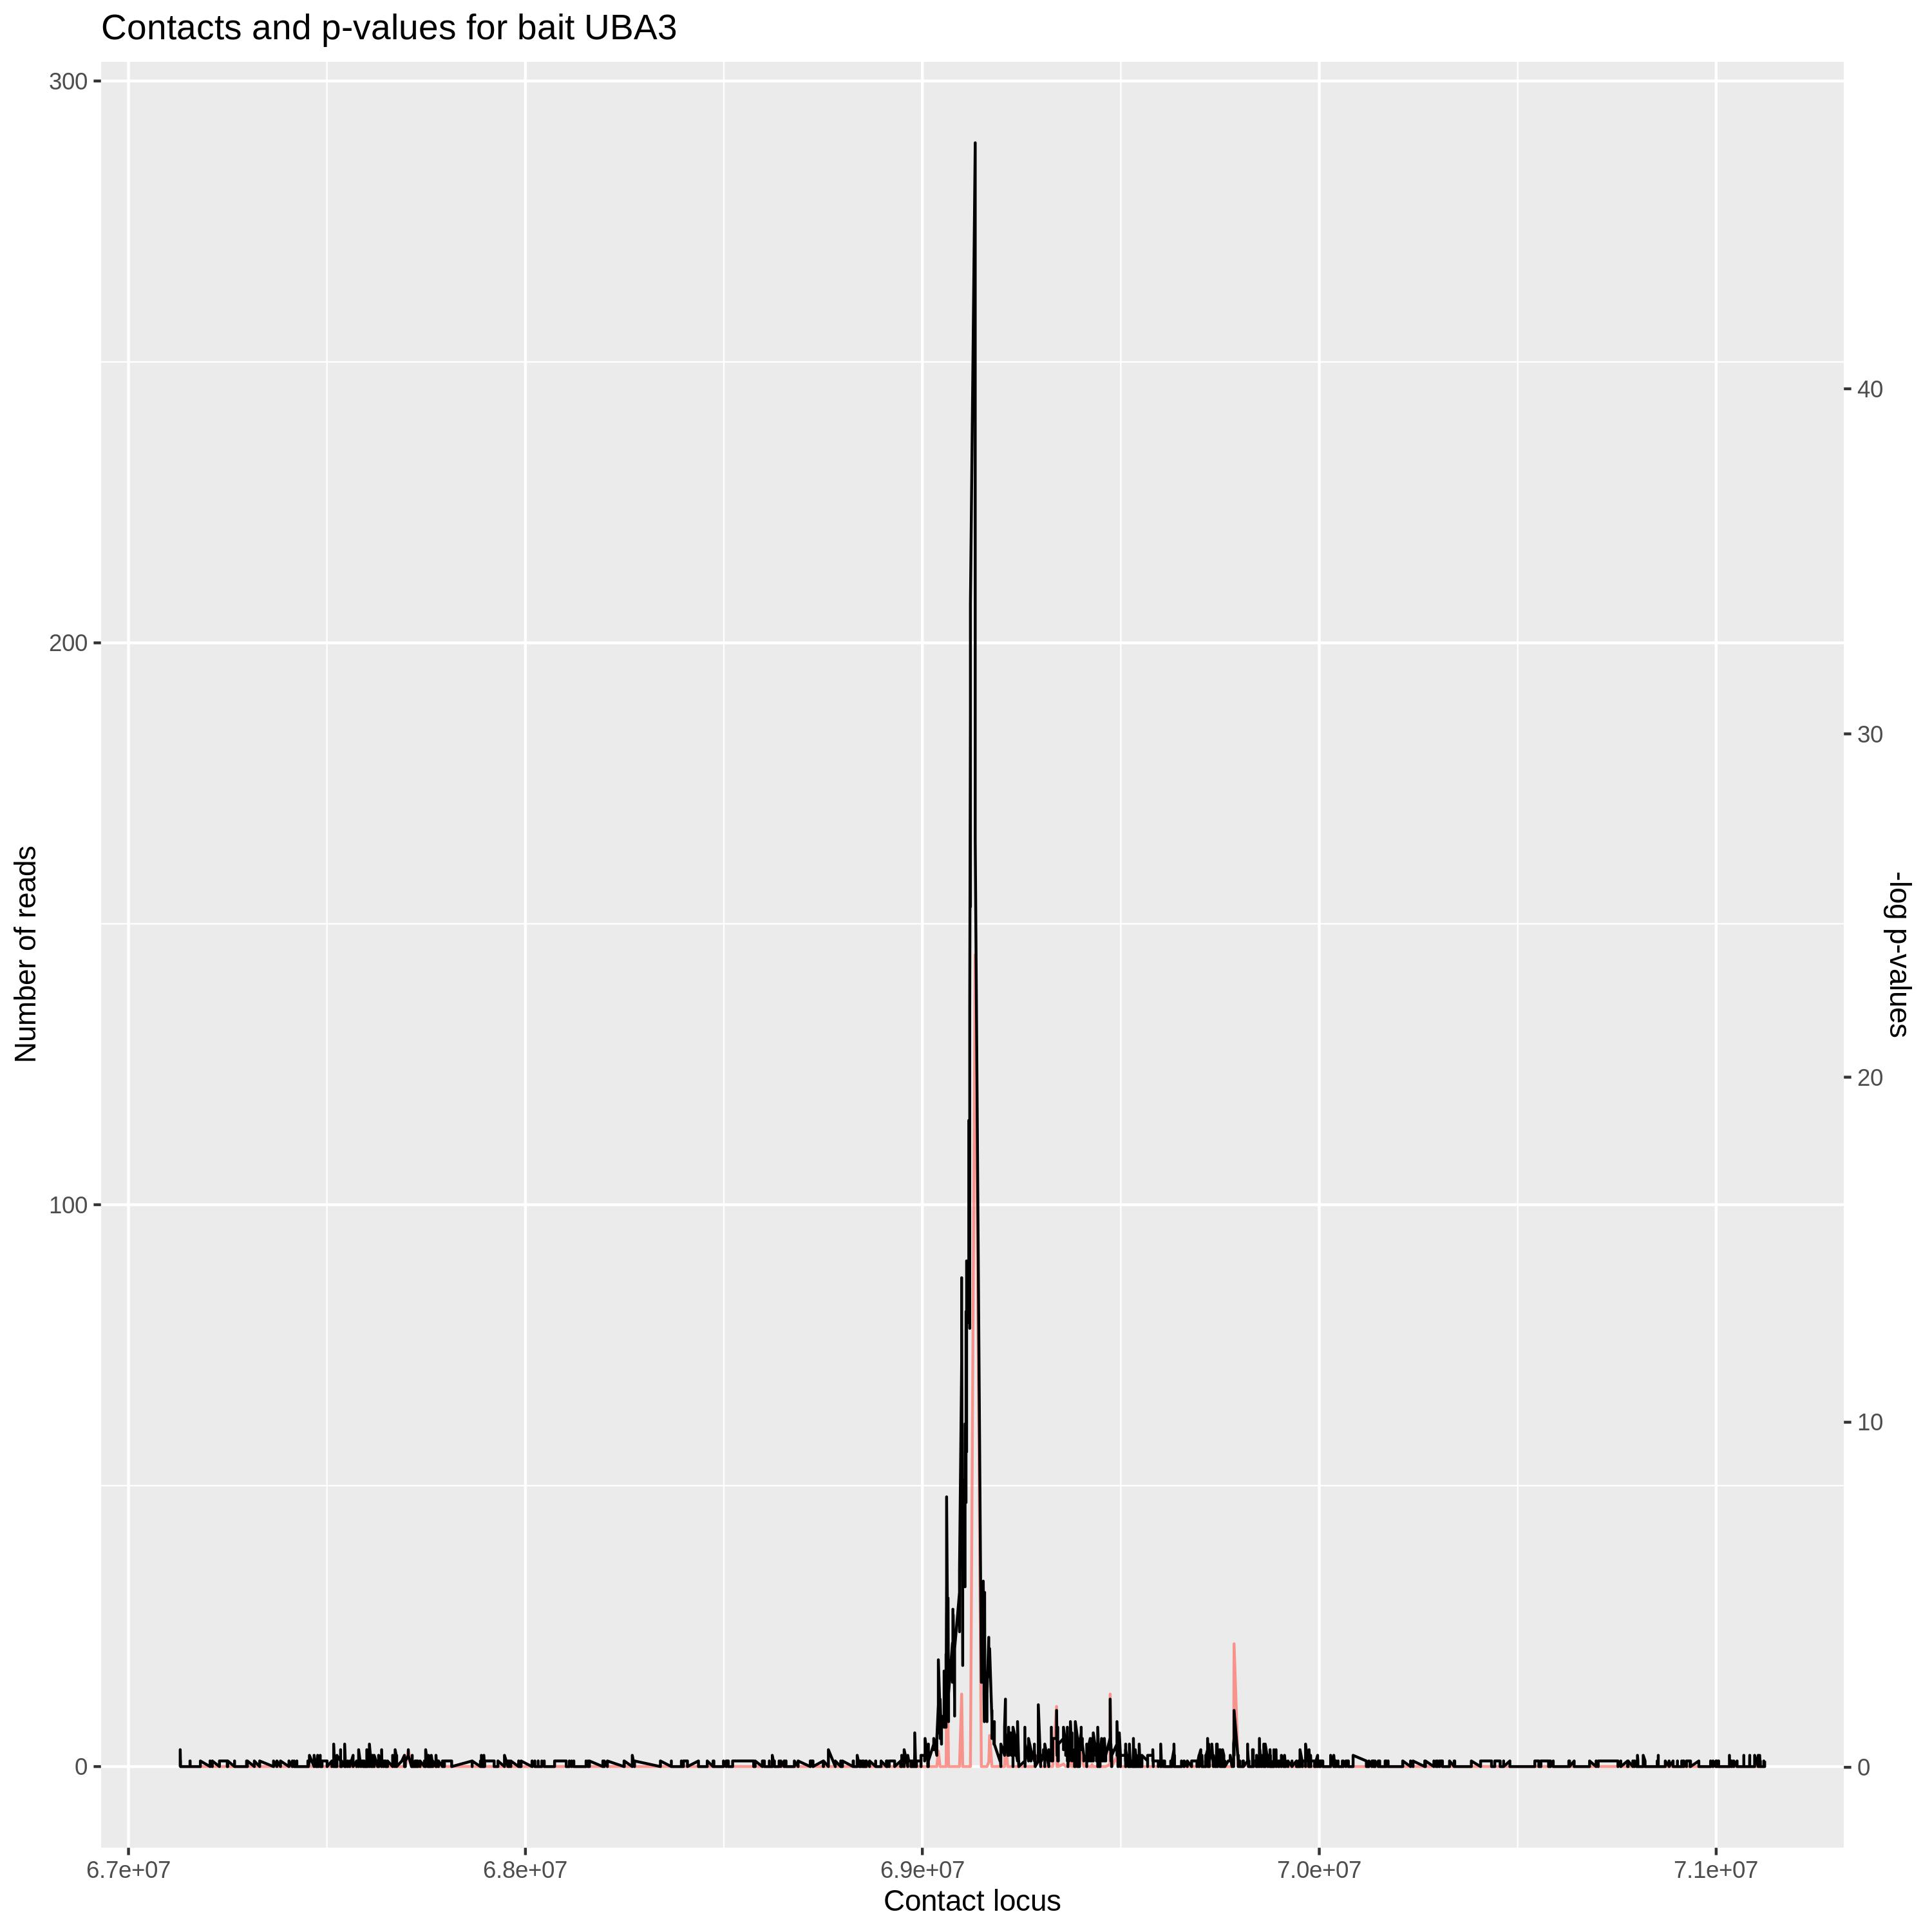 Contacts and p-values for bait UBA3
300
200
100
0
Number of reads
40
30
20
10
0
-log p-values
6.7e+07
6.8e+07
6.9e+07
7.0e+07
7.1e+07
Contact locus